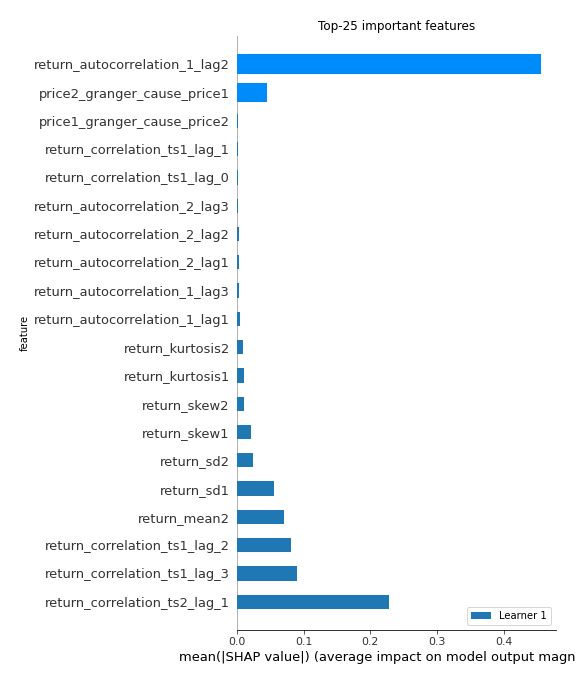 Top-25 important features
return_autocorrelation_1_lag2
price2_granger_cause_price1
price1_granger_cause_price2
return_correlation_ts1_lag_1
return_correlation_ts1_lag_0
return_autocorrelation_2_lag3
return_autocorrelation_2_lag2
return_autocorrelation_2_lag1
return_autocorrelation_1_lag3
return_autocorrelation_1_lag1
return_kurtosis2
return_kurtosis1
return_skew2
return_skew1
return_sd2
return_sd1
return_mean2
return_correlation_ts1_lag_2
return_correlation_ts1_lag_3
return_correlation_ts2_lag_1
feature
Learner 1
0.0 0.1 0.2 0.3 0.4
mean(|SHAP value|) (average impact on model output magn